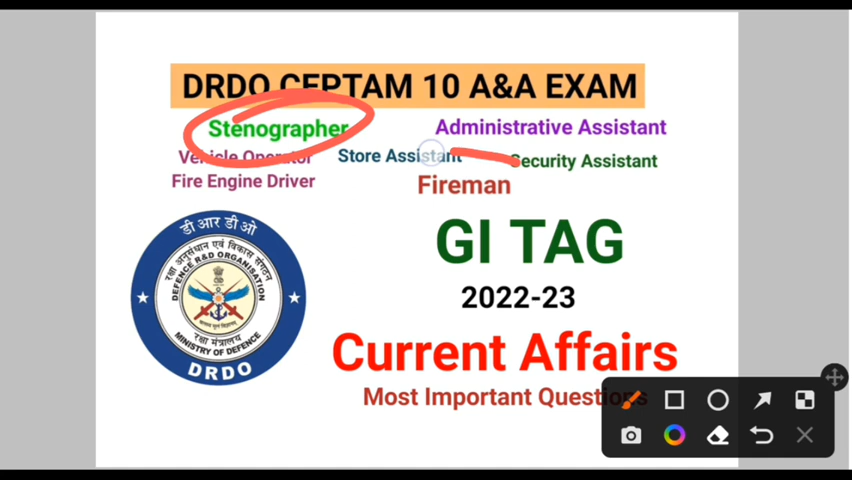 DRDO CEPTAM 10 A&A EXAM
Stenographer
Administrative Assistant
Vehicle Operator
Store Assistant
Security Assistant
Fire Engine Driver
Fireman
GI TAG
2022-23
Current Affairs
Most Important Questions
डी आर डी ओ
रक्षा अनुसंधान एवं विकास संगठन
DEFENCE R&D ORGANISATION
रक्षा मंत्रालय
MINISTRY OF DEFENCE
DRDO